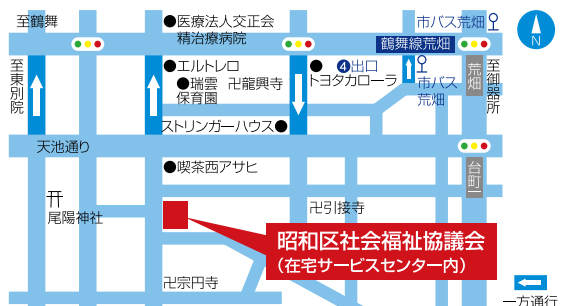 至鶴舞
●医療法人交正会
精治療病院
市バス荒畑
鶴舞線荒畑
N
至東別院
●エルトレロ
●瑞雲
保育園
卍龍興寺
●
トヨタカローラ
❹出口
市バス
荒畑
荒畑
至御器所
ストリンガーハウス●
天池通り
●喫茶西アサヒ
台町
尾陽神社
卍引接寺
昭和区社会福祉協議会
(在宅サービスセンター内)
卍宗円寺
一方通行